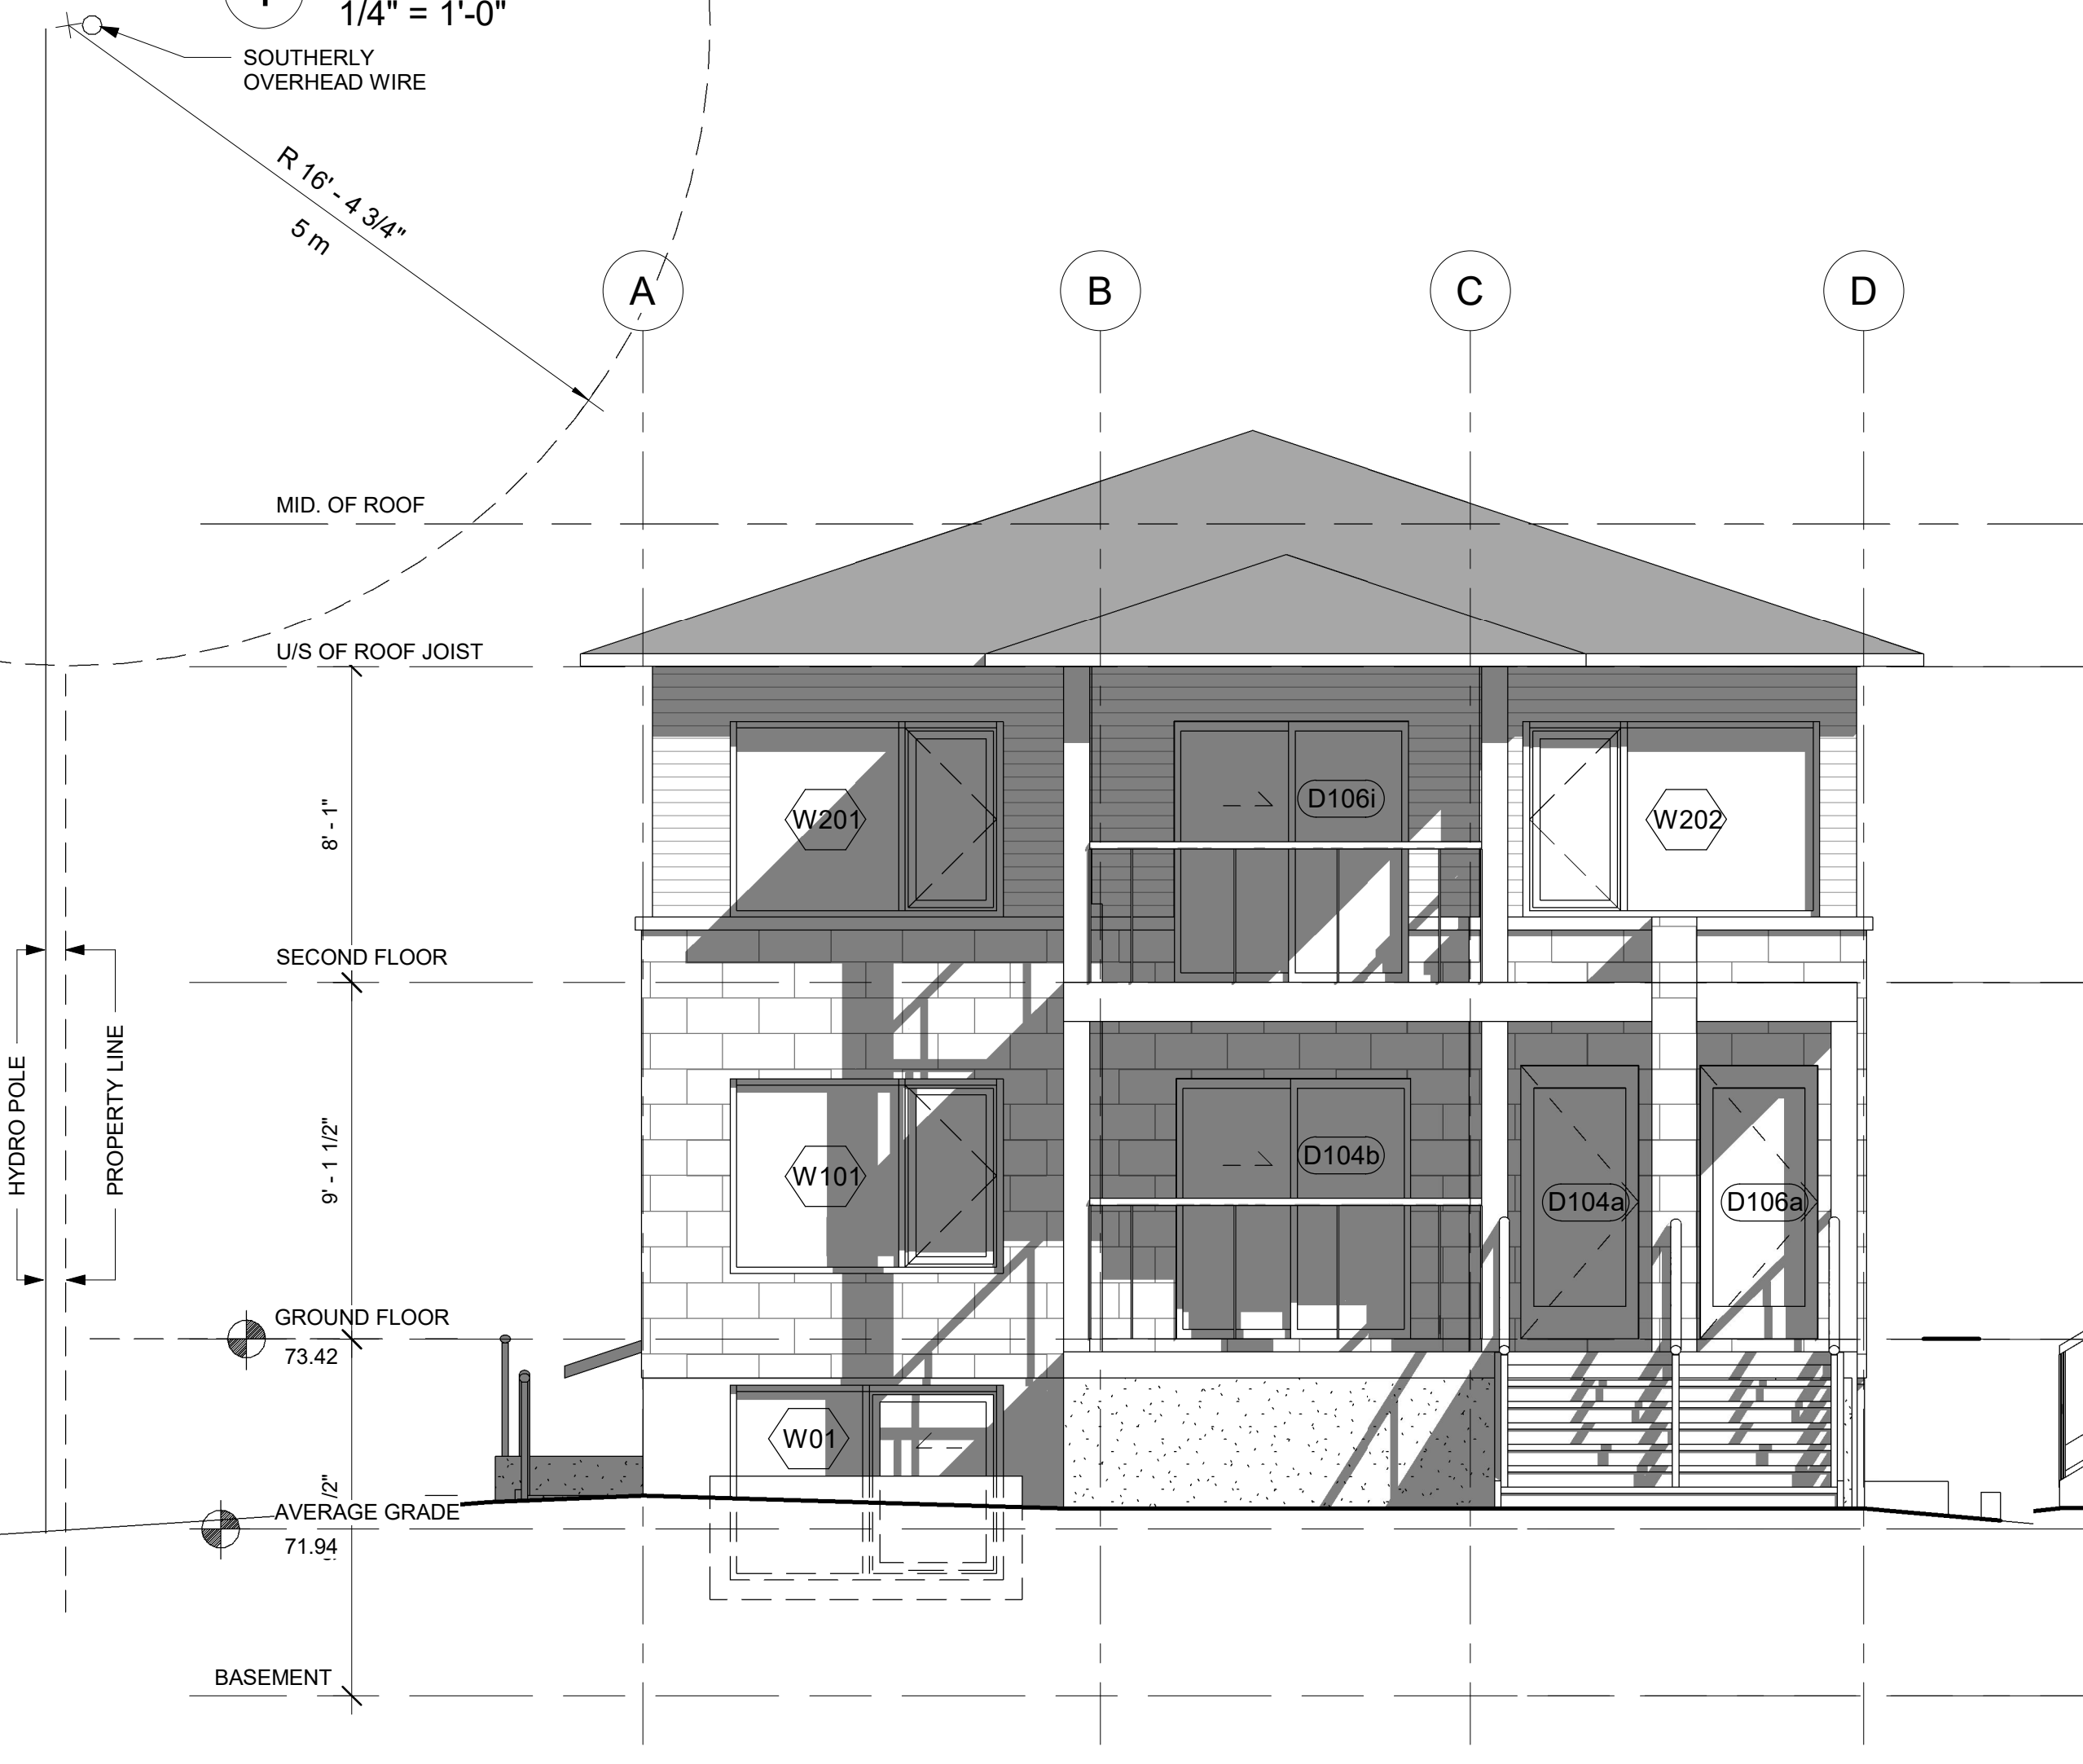 1/4" = 1'-0"
SOUTHERLY
OVERHEAD WIRE
R 16' - 4 3/4"
5 m
A
B
C
D
MID. OF ROOF
U/S OF ROOF JOIST
8' - 1"
W201
D106i
W202
SECOND FLOOR
HYDRO POLE
PROPERTY LINE
9' - 1 1/2"
W101
D104b
D104a
D106a
GROUND FLOOR
73.42
W01
/2"
AVERAGE GRADE
71.94
BASEMENT